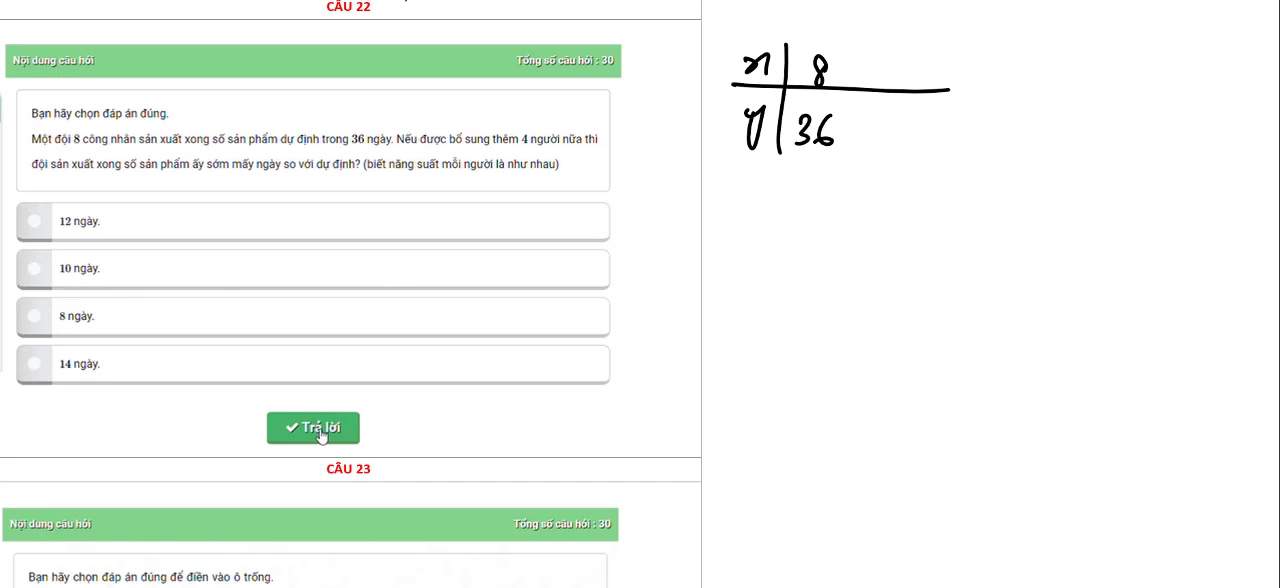 CÂU 22
Nội dung câu hỏi
Tổng số câu hỏi : 30
Bạn hãy chọn đáp án đúng.
Một đội 8 công nhân sản xuất xong số sản phẩm dự định trong 36 ngày. Nếu được bổ sung thêm 4 người nữa thì
đội sản xuất xong số sản phẩm ấy sớm mấy ngày so với dự định? (biết năng suất mỗi người là như nhau)
12 ngày.
10 ngày.
8 ngày.
14 ngày.
Trả lời
CÂU 23
Nội dung câu hỏi
Tổng số câu hỏi : 30
Bạn hãy chọn đáp án đúng để điền vào ô trống.
x 8
y 36